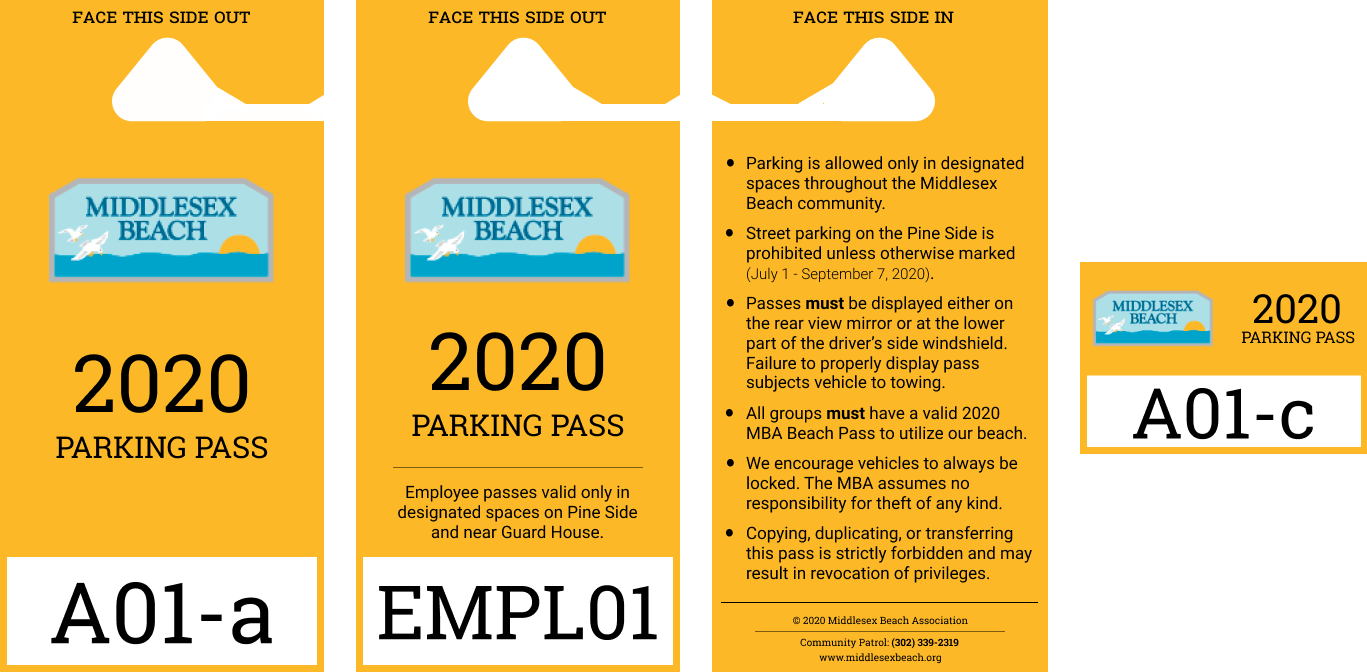 FACE THIS SIDE OUT
MIDDLESEX
BEACH
2020
PARKING PASS
A01-a
FACE THIS SIDE OUT
MIDDLESEX
BEACH
2020
PARKING PASS
Employee passes valid only in
designated spaces on Pine Side
and near Guard House.
EMPL01
FACE THIS SIDE IN
• Parking is allowed only in designated
spaces throughout the Middlesex
Beach community.
• Street parking on the Pine Side is
prohibited unless otherwise marked
(July 1 - September 7, 2020).
• Passes must be displayed either on
the rear view mirror or at the lower
part of the driver's side windshield.
Failure to properly display pass
subjects vehicle to towing.
• All groups must have a valid 2020
MBA Beach Pass to utilize our beach.
• We encourage vehicles to always be
locked. The MBA assumes no
responsibility for theft of any kind.
• Copying, duplicating, or transferring
this pass is strictly forbidden and may
result in revocation of privileges.
© 2020 Middlesex Beach Association
Community Patrol: (302) 339-2319
www.middlesexbeach.org
MIDDLESEX
BEACH
2020
PARKING PASS
A01-c